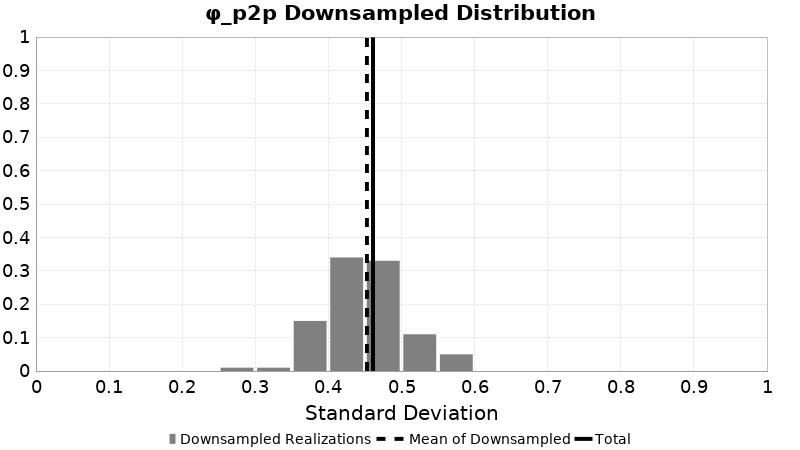 φ_p2p Downsampled Distribution
1
0.9
0.8
0.7
0.6
0.5
0.4
0.3
0.2
0.1
0
0 0.1 0.2 0.3 0.4 0.5 0.6 0.7 0.8 0.9 1
Standard Deviation
Downsampled Realizations Mean of Downsampled Total